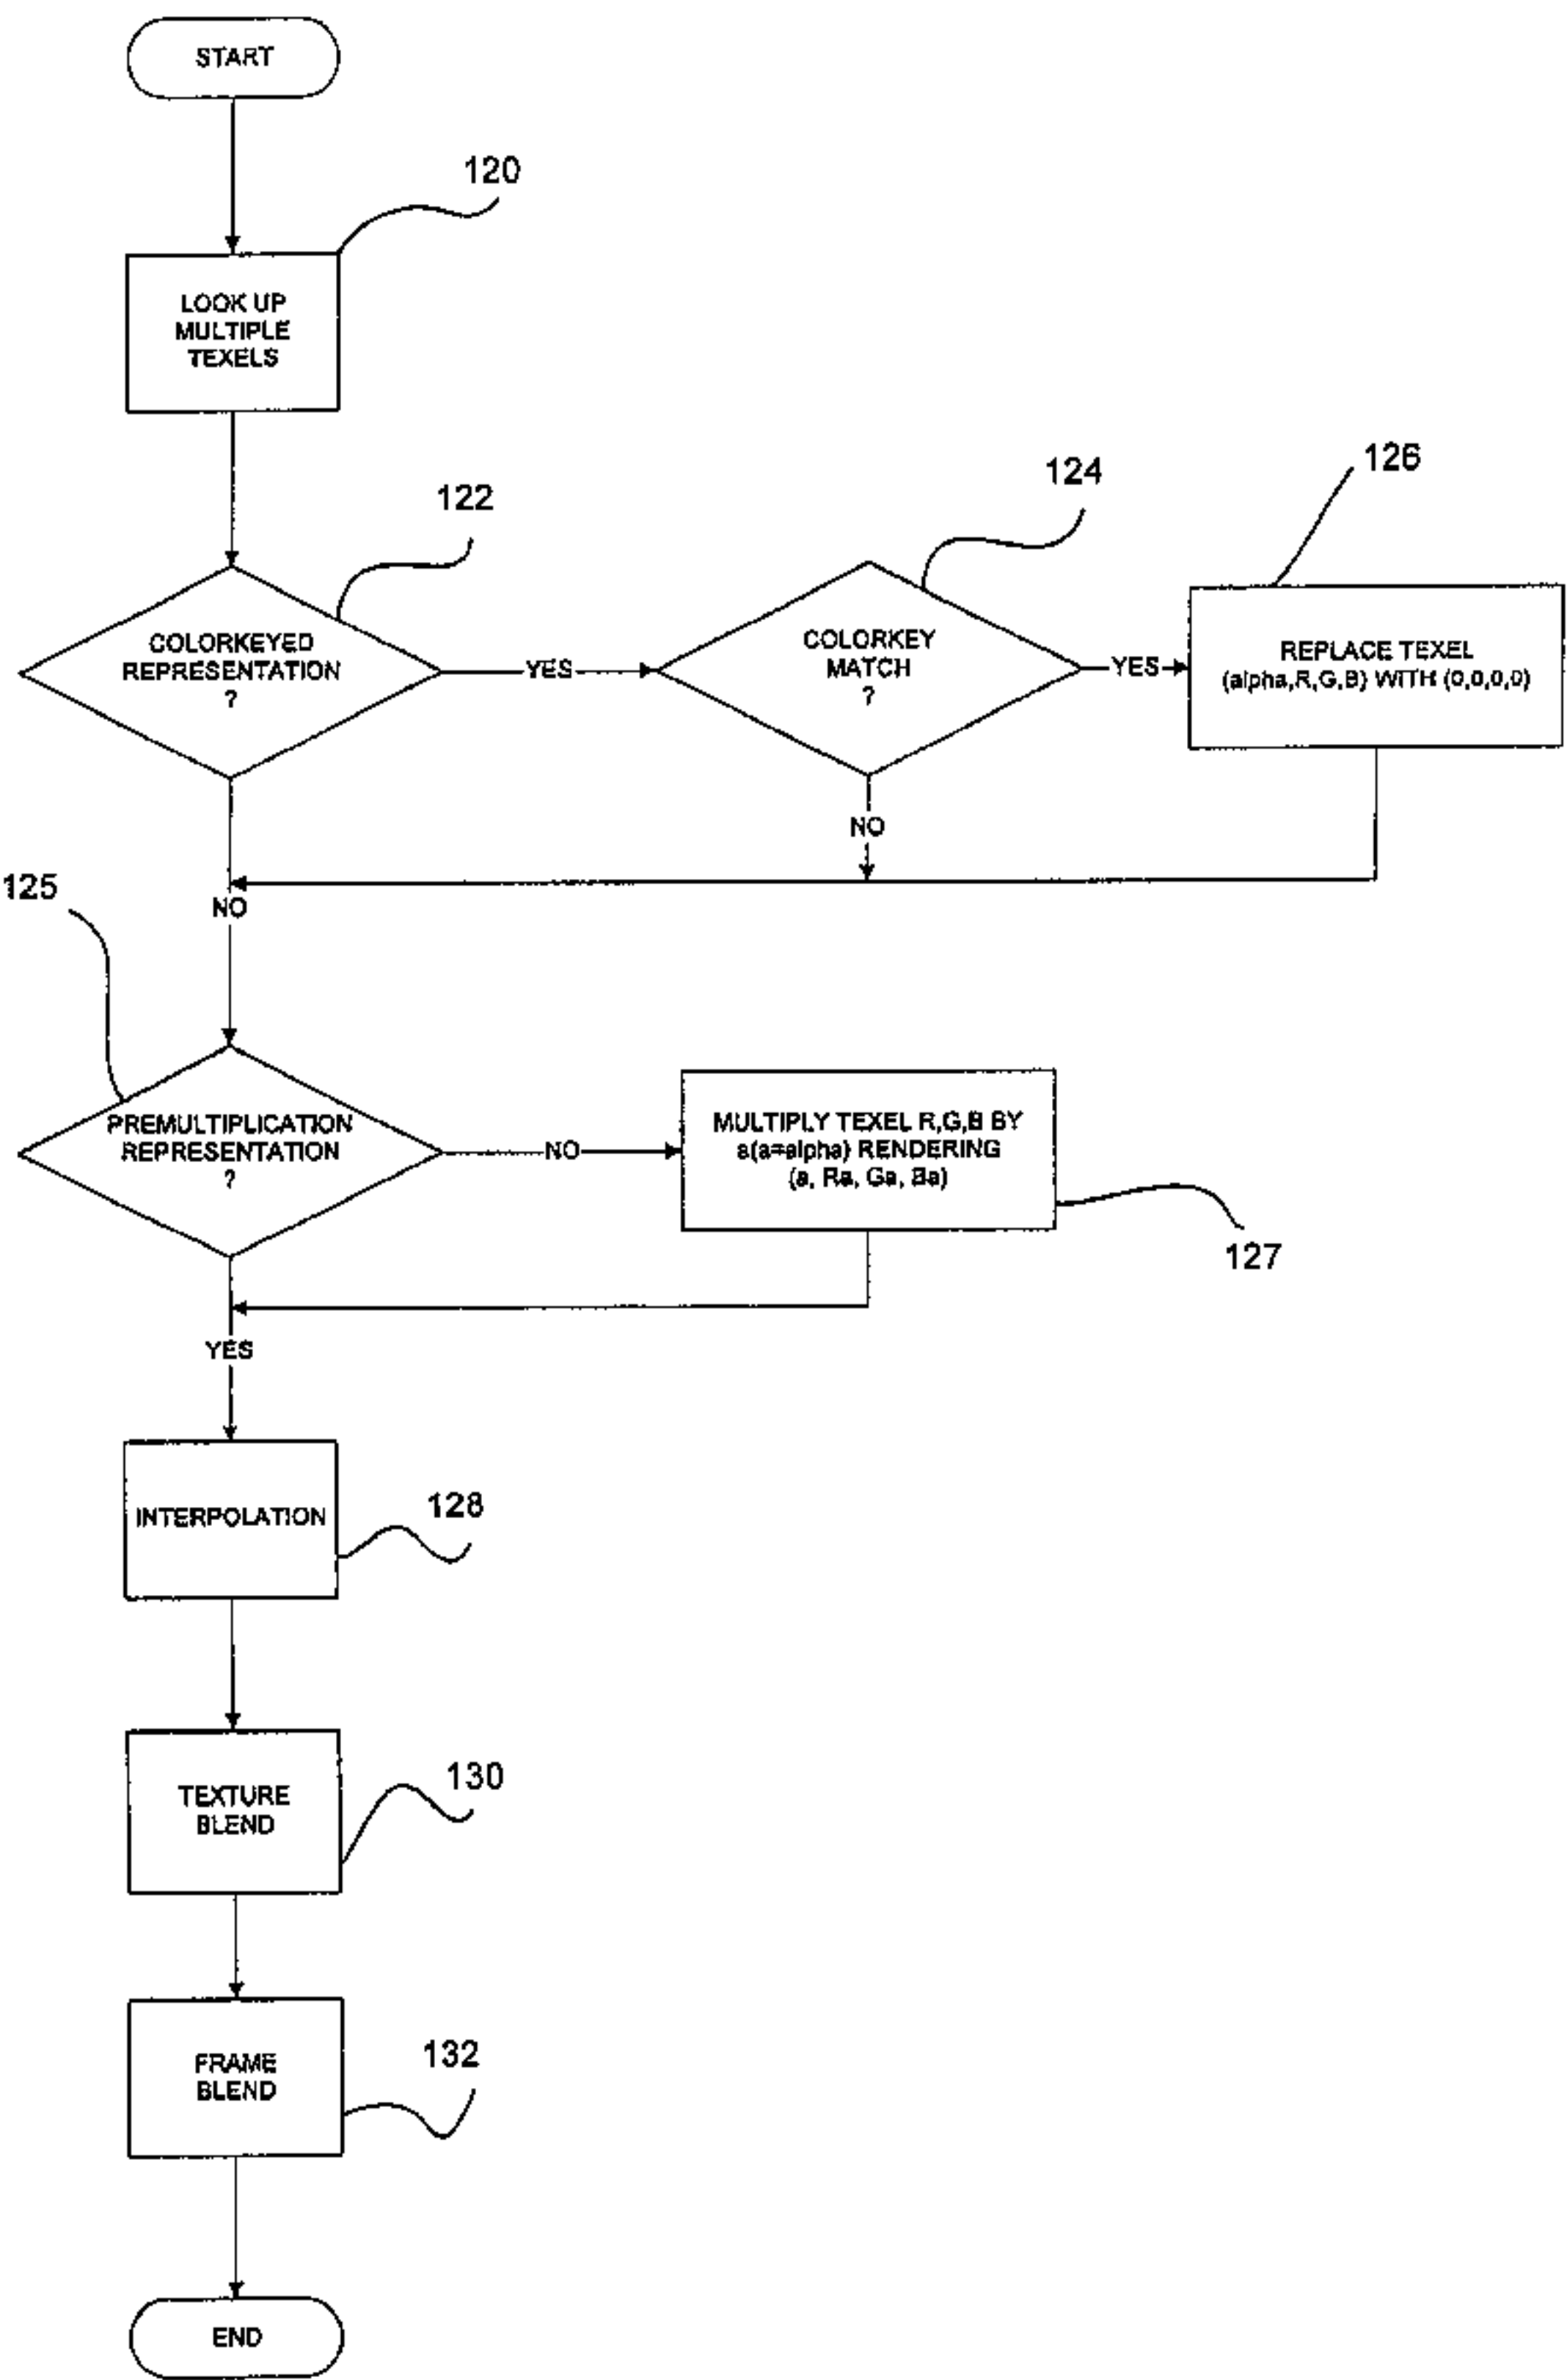 START
120
LOOK UP
MULTIPLE
TEXELS
122
124
126
COLORKEYED
REPRESENTATION
?
YES
COLORKEY
MATCH
?
YES
REPLACE TEXEL
(alpha,R,G,B) WITH (0,0,0,0)
NO
125
NO
PREMULTIPLICATION
REPRESENTATION
?
NO
MULTIPLY TEXEL R,G,B BY
a(a=alpha) RENDERING
(a, Ra, Ga, Ba)
127
YES
INTERPOLATION
128
TEXTURE
BLEND
130
FRAME
BLEND
132
END